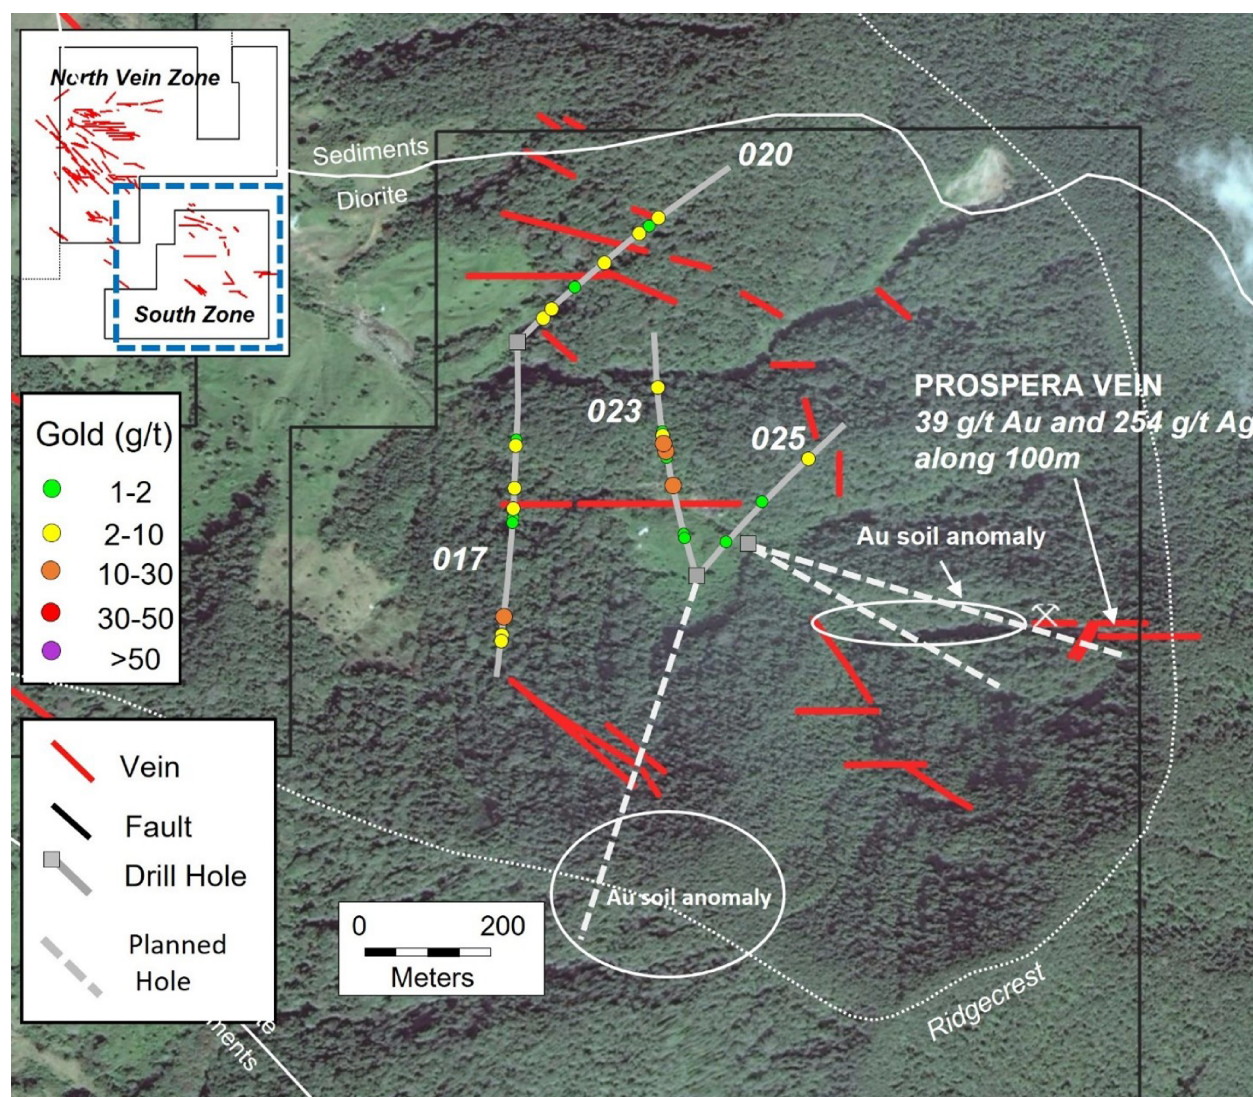 North Vein Zone
South Zone
Sediments
Diorite
020
023
025
017
PROSPERA VEIN
39 g/t Au and 254 g/t Ag
along 100m
Au soil anomaly
Gold (g/t)
1-2
2-10
10-30
30-50
>50
Vein
Fault
Drill Hole
Planned
Hole
0 200
Meters
Au soil anomaly
Ridgecrest